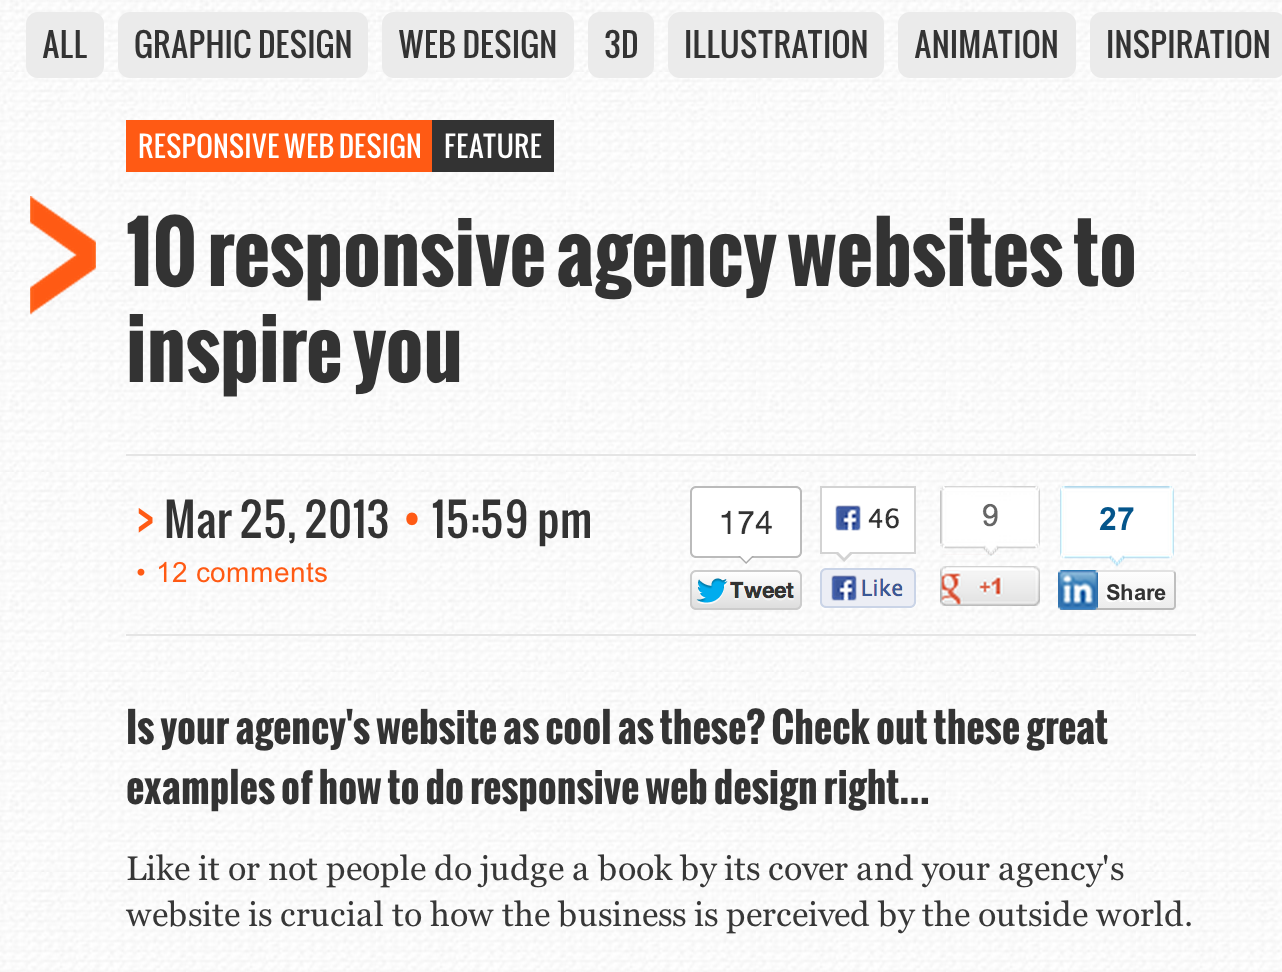 ALL GRAPHIC DESIGN WEB DESIGN 3D ILLUSTRATION ANIMATION INSPIRATION
RESPONSIVE WEB DESIGN FEATURE
> 10 responsive agency websites to
inspire you
> Mar 25, 2013 • 15:59 pm
• 12 comments
174 46 9 27
Tweet Like +1 in Share
Is your agency's website as cool as these? Check out these great
examples of how to do responsive web design right...
Like it or not people do judge a book by its cover and your agency's
website is crucial to how the business is perceived by the outside world.